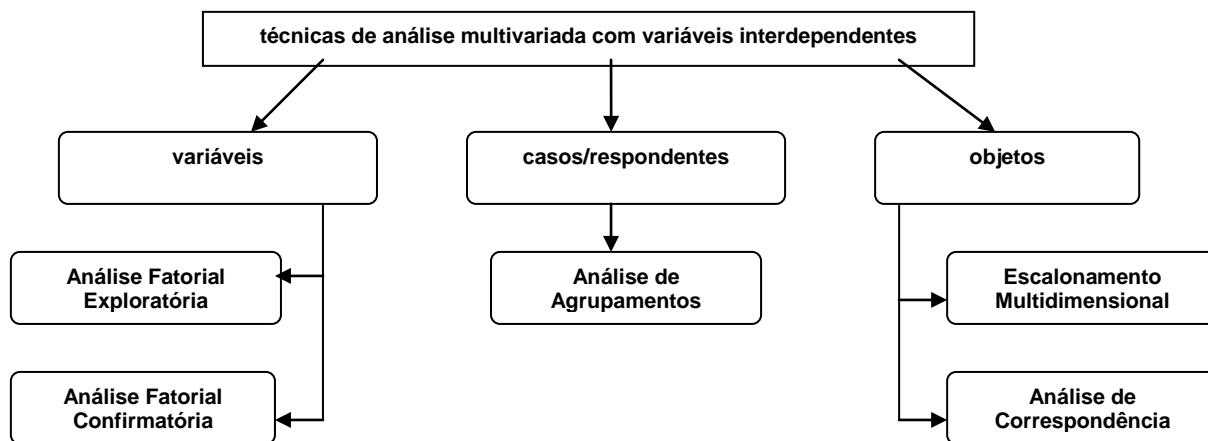 técnicas de análise multivariada com variáveis interdependentes
variáveis
casos/respondentes
objetos
Análise Fatorial
Exploratória
Análise de
Agrupamentos
Escalonamento
Multidimensional
Análise Fatorial
Confirmatória
Análise de
Correspondência